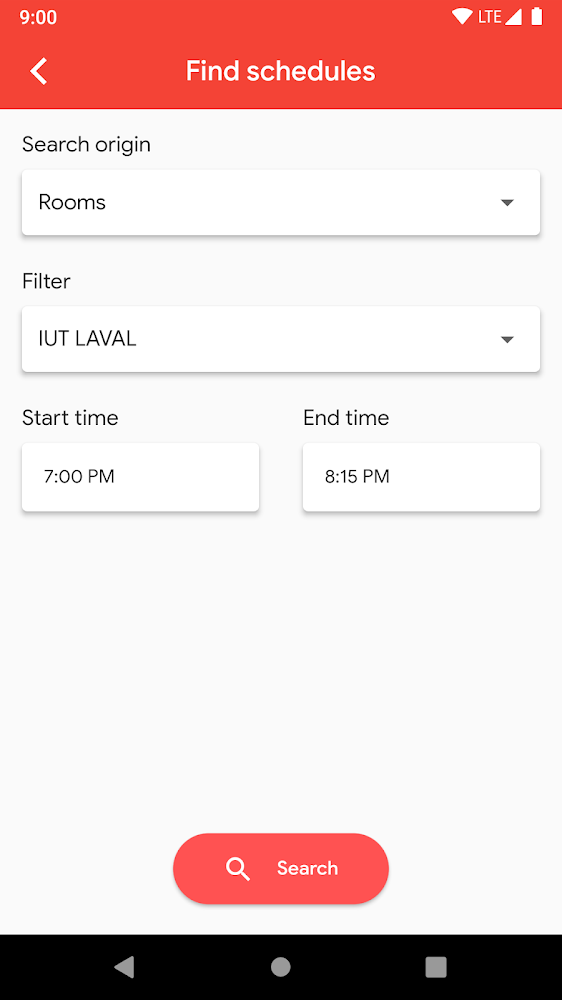 9:00 LTE
Find schedules
Search origin
Rooms
Filter
IUT LAVAL
Start time End time
7:00 PM 8:15 PM
Search